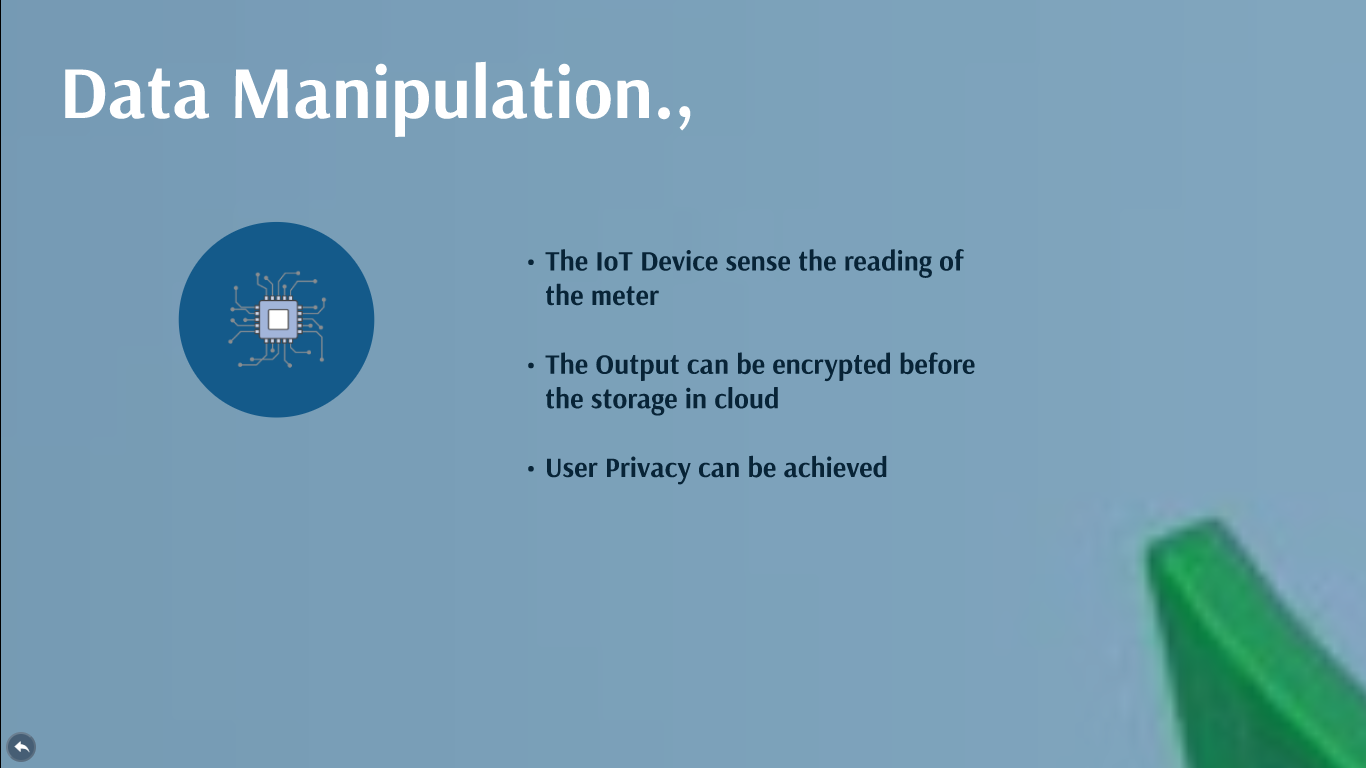 Data Manipulation.,
• The IoT Device sense the reading of
the meter
• The Output can be encrypted before
the storage in cloud
• User Privacy can be achieved